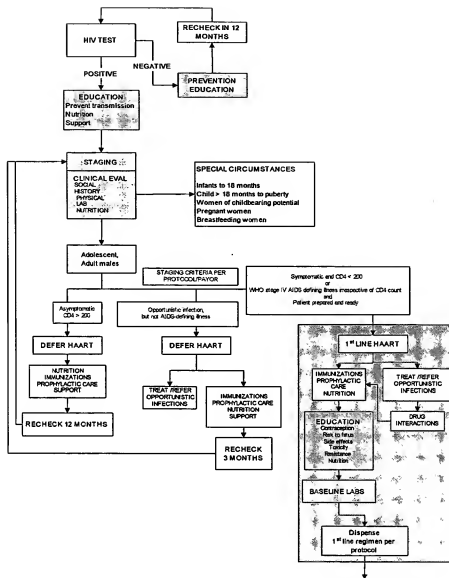 HIV TEST
RECHECK IN 12
MONTHS
POSITIVE
NEGATIVE
PREVENTION
EDUCATION
EDUCATION
Prevent transmission
Nutrition
Support
STAGING
CLINICAL EVAL
SOCIAL
HISTORY
PHYSICAL
LAB
NUTRITION
SPECIAL CIRCUMSTANCES
Infants to 18 months
Child > 18 months to puberty
Women of childbearing potential
Pregnant women
Breastfeeding women
Adolescent,
Adult males
STAGING CRITERIA PER
PROTOCOL/PAYOR
Symptomatic and CD4 < 200
or
WHO stage IV AIDS defining illness irrespective of CD4 count
and
Patient prepared and ready
Asymptomatic
CD4 > 200
Opportunistic infection,
but not AIDS-defining illness
DEFER HAART
DEFER HAART
1st LINE HAART
NUTRITION
IMMUNIZATIONS
PROPHYLACTIC CARE
SUPPORT
TREAT /REFER
OPPORTUNISTIC
INFECTIONS
IMMUNIZATIONS
PROPHYLACTIC CARE
NUTRITION
SUPPORT
IMMUNIZATIONS
PROPHYLACTIC CARE
NUTRITION
TREAT /REFER
OPPORTUNISTIC
INFECTIONS
RECHECK 12 MONTHS
RECHECK
3 MONTHS
DRUG
INTERACTIONS
EDUCATION
Contraception
Risk to fetus
Side effects
Toxicity
Resistance
Nutrition
BASELINE LABS
Dispense
1st line regimen per
protocol